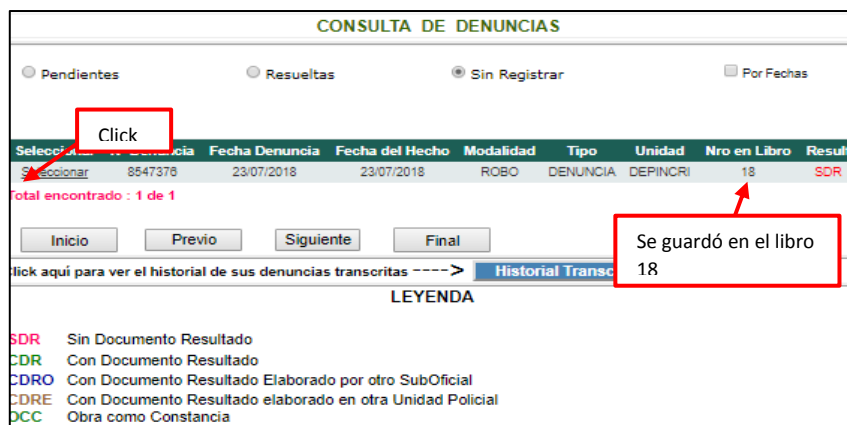 CONSULTA DE DENUNCIAS
Pendientes Resueltas Sin Registrar Por Fechas
Click
Fecha Denuncia Fecha del Hecho Modalidad Tipo Unidad Nro en Libro Result
Seleccionar 8547376 23/07/2018 23/07/2018 ROBO DENUNCIA DEPINCRI 18 SDR
Total encontrado : 1 de 1
Inicio Previo Siguiente Final
Se guardó en el libro
18
lick aquí para ver el historial de sus denuncias transcritas ----> Historial Transc
LEYENDA
SDR Sin Documento Resultado
CDR Con Documento Resultado
CDRO Con Documento Resultado Elaborado por otro SubOficial
CDRE Con Documento Resultado elaborado en otra Unidad Policial
OCC Obra como Constancia